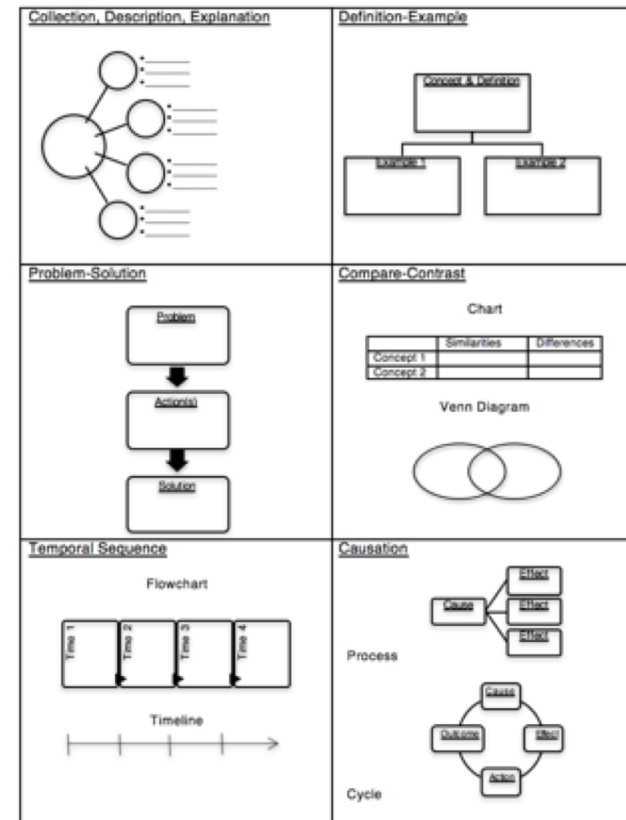 Collection, Description, Explanation
Definition-Example
Concept & Definition
Example 1
Example 2
Problem-Solution
Problem
Action(s)
Solution
Compare-Contrast
Chart
Similarities Differences
Concept 1
Concept 2
Venn Diagram
Temporal Sequence
Flowchart
Time 1
Time 2
Time 3
Time 4
Timeline
Causation
Effect
Cause
Effect
Effect
Process
Cause
Outcome
Effect
Action
Cycle